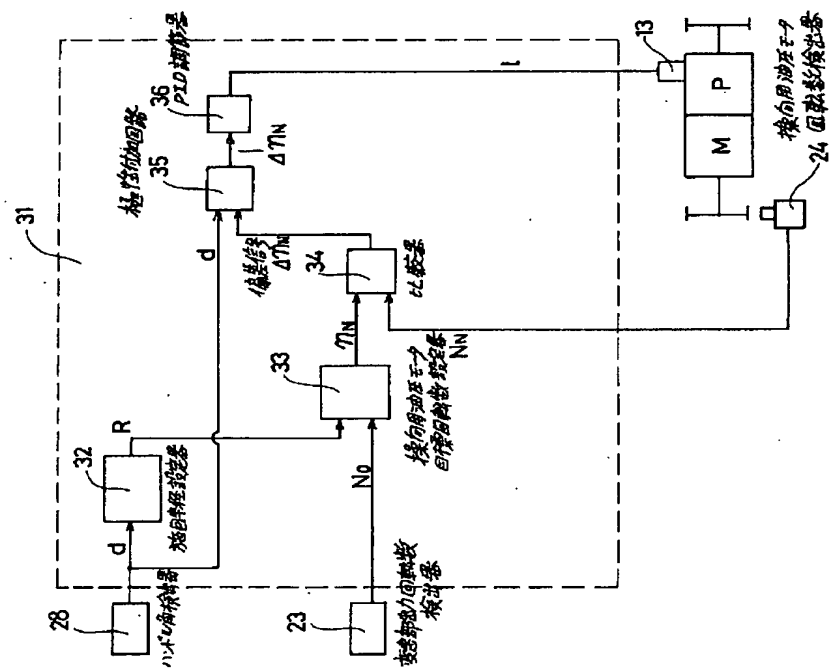 31
28
ハンドル角検出器
d
32
旋回半径設定器
R
d
23
変速部出力回転数
検出器
N0
33
操向用油圧モータ
目標回転数設定器
ηN
34
比較器
偏差信号
ΔηN
NN
極性付加回路
35
ΔηN
36
PID調節器
i
13
P
M
操向用油圧モータ
24 回転数検出器